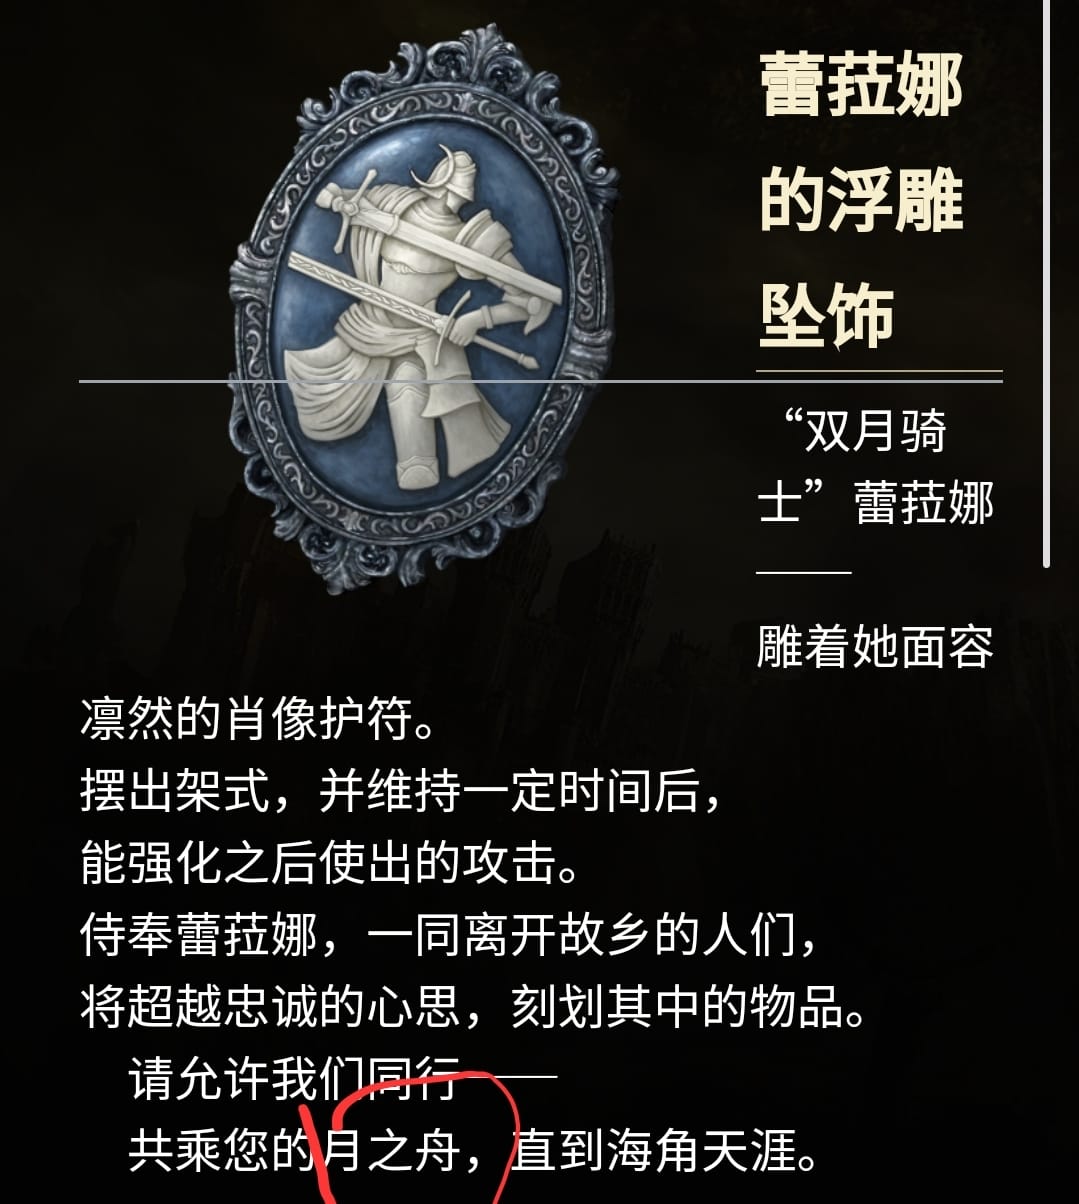 蕾菈娜
的浮雕
坠饰
“双月骑
士”蕾菈娜
——
雕着她面容
凛然的肖像护符。
摆出架式，并维持一定时间后，
能强化之后使出的攻击。
侍奉蕾菈娜，一同离开故乡的人们，
将超越忠诚的心思，刻划其中的物品。
请允许我们同行——
共乘您的月之舟，直到海角天涯。